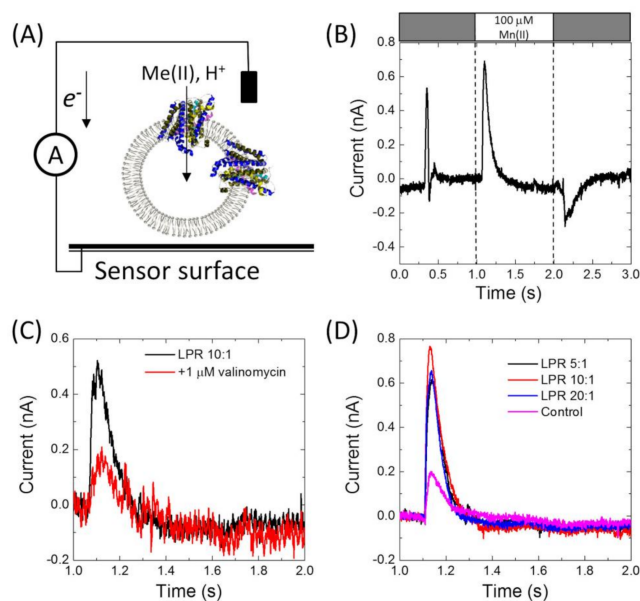 (A)
Me(II), H+
e-
A
Sensor surface
(B)
100 μM
Mn(II)
Current (nA)
0.8
0.6
0.4
0.2
0.0
-0.2
-0.4
0.0 0.5 1.0 1.5 2.0 2.5 3.0
Time (s)
(C)
LPR 10:1
+1 μM valinomycin
Current (nA)
0.6
0.4
0.2
0.0
-0.2
1.0 1.2 1.4 1.6 1.8 2.0
Time (s)
(D)
LPR 5:1
LPR 10:1
LPR 20:1
Control
Current (nA)
0.8
0.6
0.4
0.2
0.0
-0.2
1.0 1.2 1.4 1.6 1.8 2.0
Time (s)